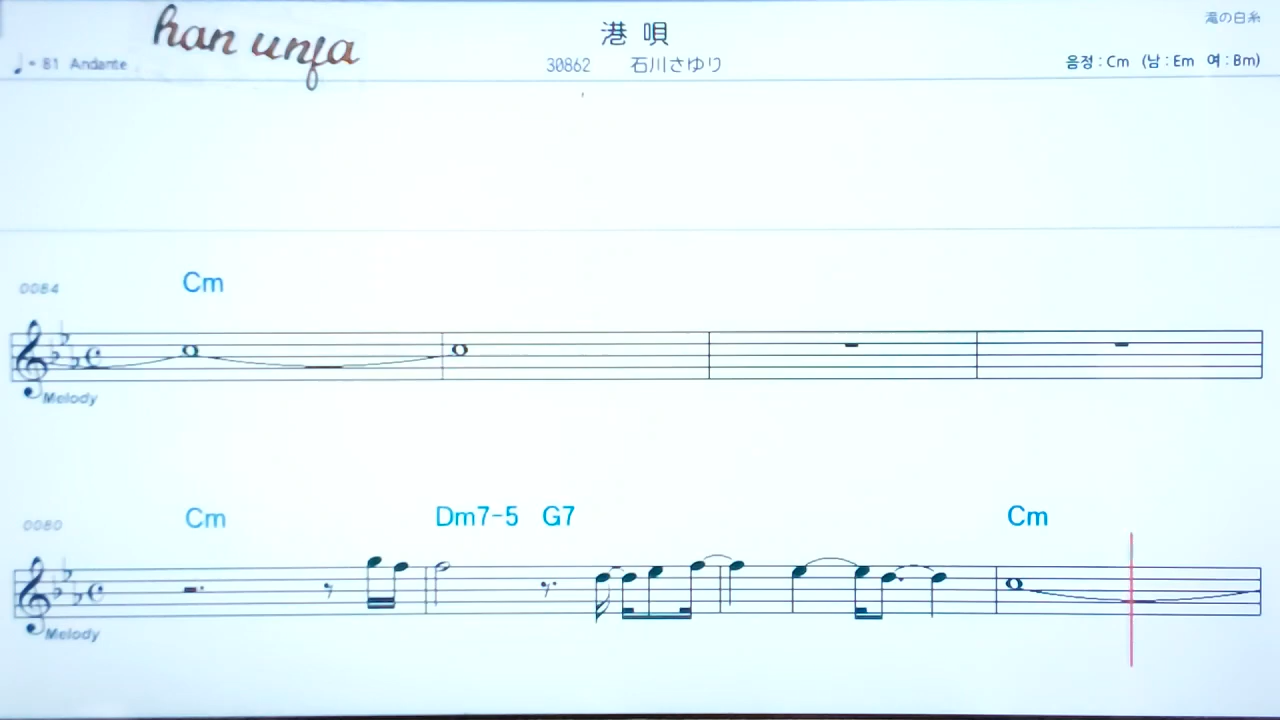 han unfa
港 唄
滝の白糸
♩= 81 Andante
30862 石川さゆり
음정 : Cm (남 : Em 여 : Bm)
0084
Cm
Melody
0080
Cm Dm7-5 G7 Cm
Melody